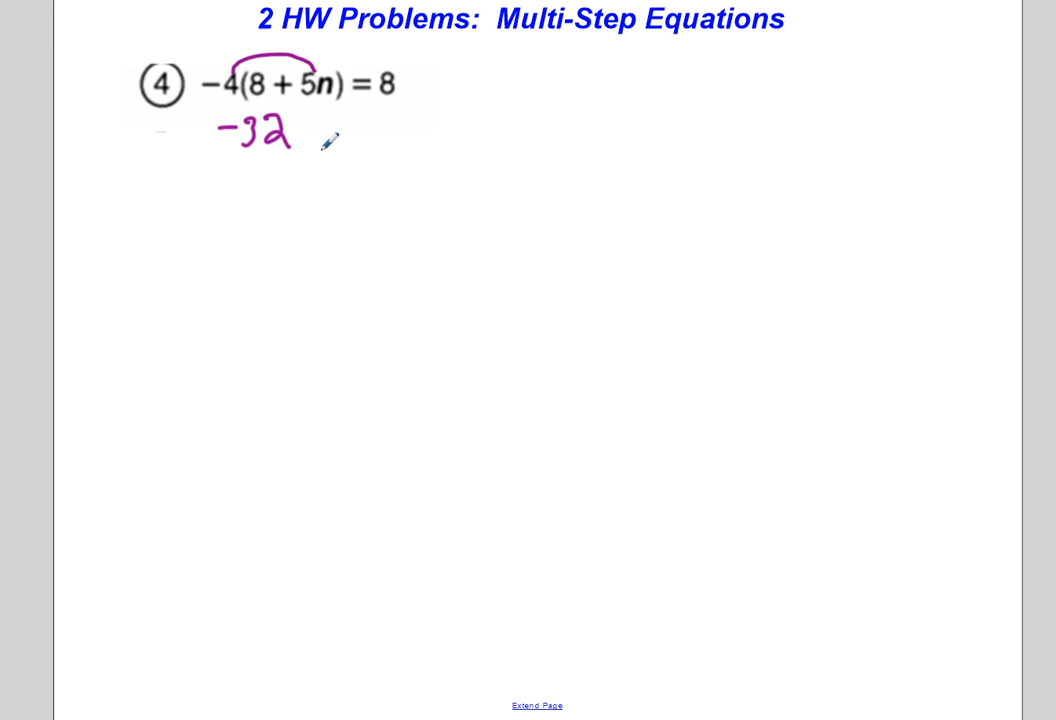 2 HW Problems: Multi-Step Equations
④ −4(8 + 5n) = 8
-32
Extend Page